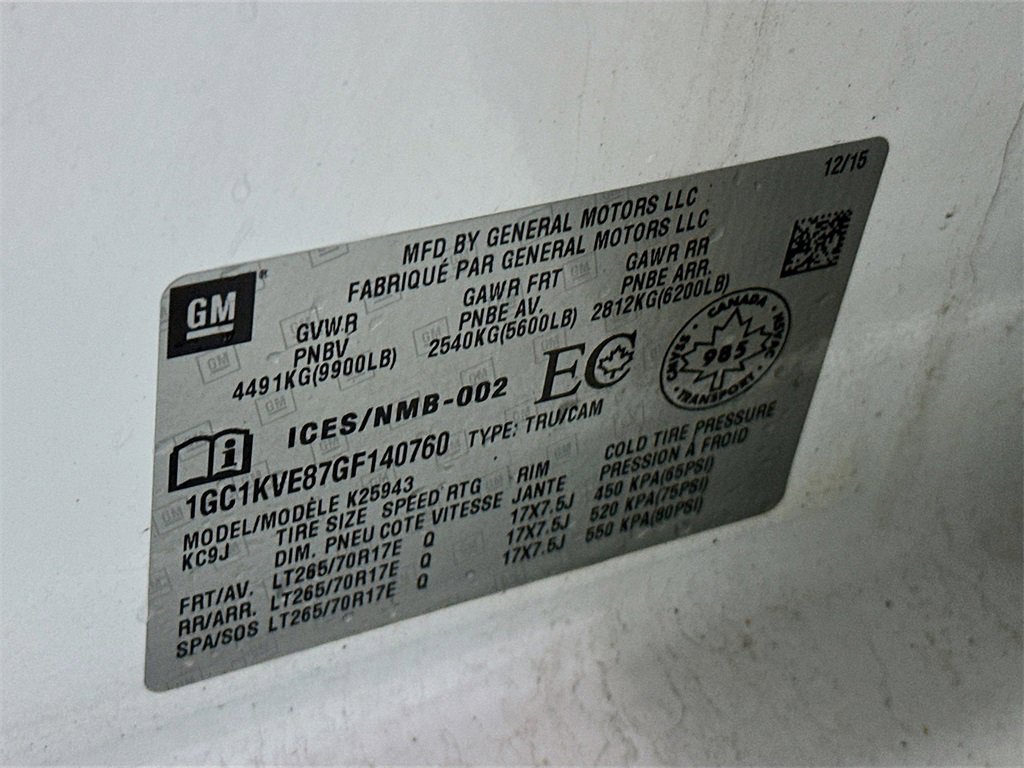 12/15
MFD BY GENERAL MOTORS LLC
FABRIQUÉ PAR GENERAL MOTORS LLC
GM
GVWR GAWR FRT GAWR RR
PNBV PNBE AV. PNBE ARR.
4491KG(9900LB) 2540KG(5600LB) 2812KG(6200LB)
ICES/NMB-002 EC
CANADA
985
TRANSPORT
1GC1KVE87GF140760 TYPE: TRU/CAM
MODEL/MODÈLE K25943
KC9J TIRE SIZE SPEED RTG RIM COLD TIRE PRESSURE
DIM. PNEU COTE VITESSE JANTE PRESSION À FROID
FRT/AV. LT265/70R17E Q 17X7.5J 450 KPA(65PSI)
RR/ARR. LT265/70R17E Q 17X7.5J 520 KPA(75PSI)
SPA/SOS LT265/70R17E Q 17X7.5J 550 KPA(80PSI)